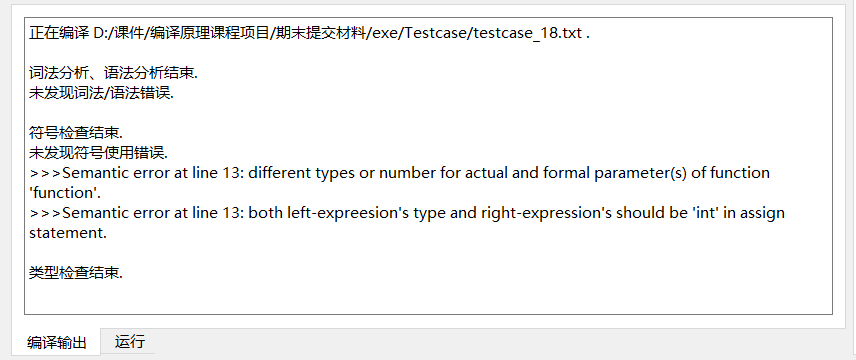 正在编译 D:/课件/编译原理课程项目/期末提交材料/exe/Testcase/testcase_18.txt .
词法分析、语法分析结束.
未发现词法/语法错误.
符号检查结束.
未发现符号使用错误.
>>>Semantic error at line 13: different types or number for actual and formal parameter(s) of function
'function'.
>>>Semantic error at line 13: both left-expreesion's type and right-expression's should be 'int' in assign
statement.
类型检查结束.
编译输出
运行